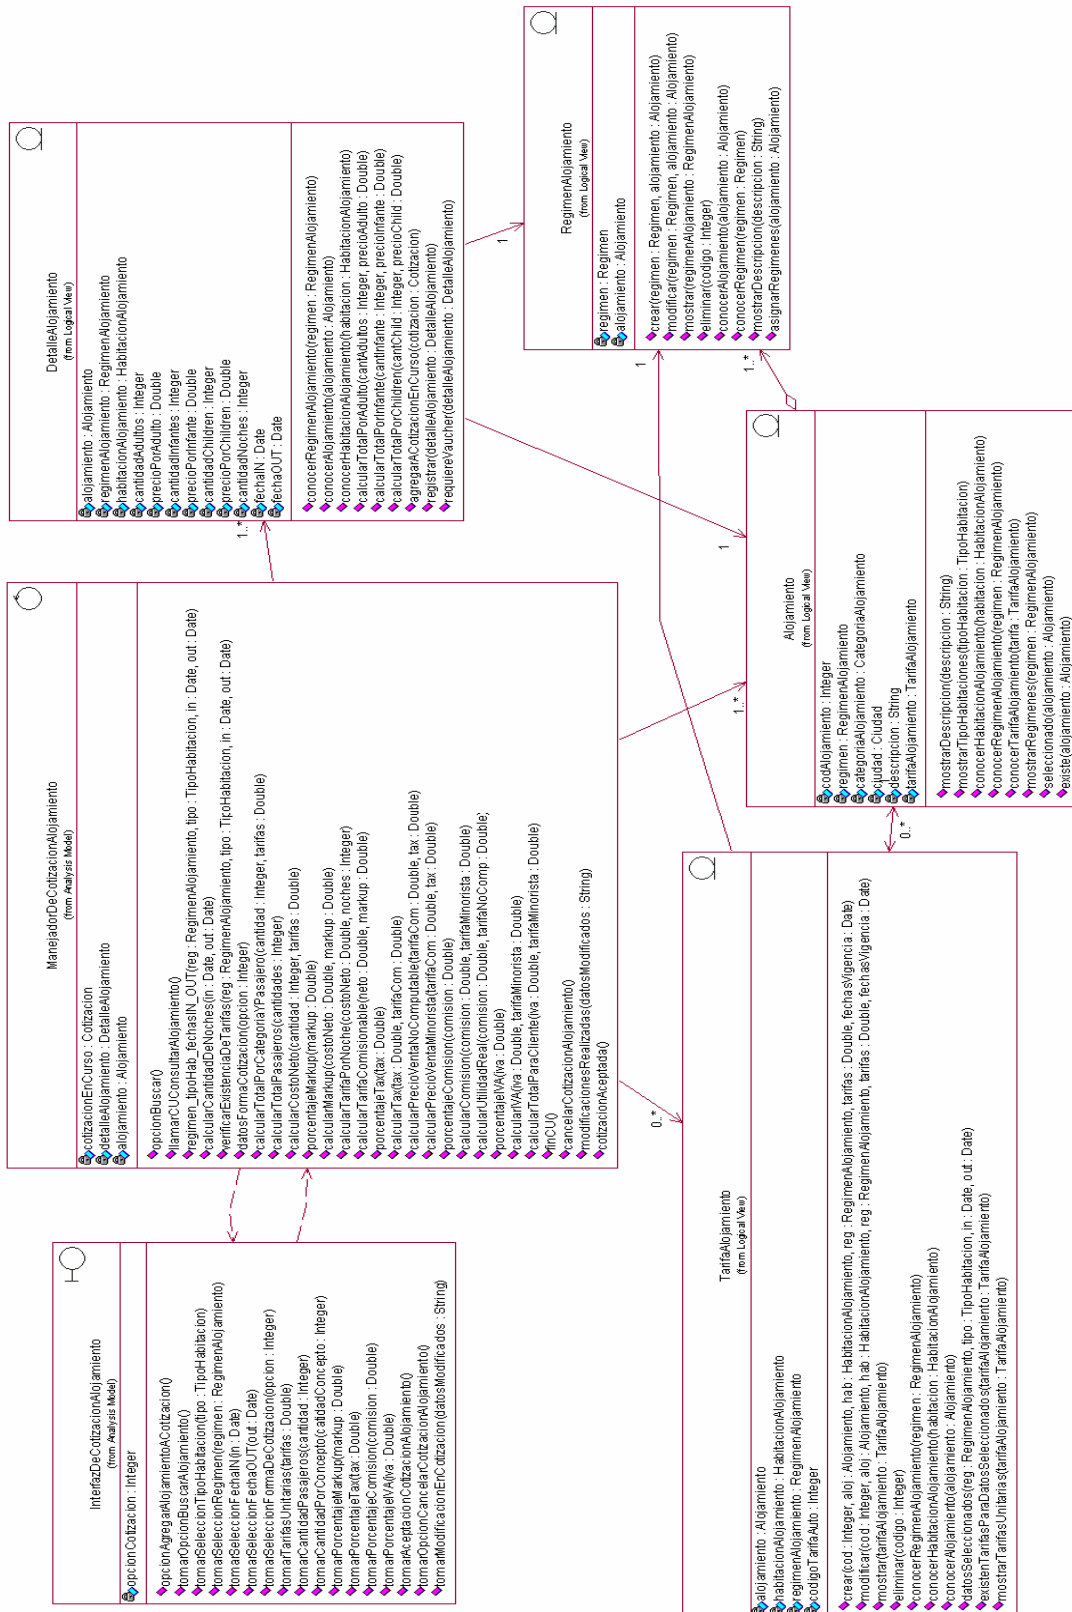 InterfazDeCotizacionAlojamiento
(from Analysis Model)
opcionCotizacion : Integer
opcionAgregarAlojamientoACotizacion()
tomarOpcionBuscarAlojamiento()
tomarSeleccionTipoHabitacion(tipo : TipoHabitacion)
tomarSeleccionRegimen(regimen : RegimenAlojamiento)
tomarSeleccionFechaIN(in : Date)
tomarSeleccionFechaOUT(out : Date)
tomarSeleccionFormaDeCotizacion(opcion : Integer)
tomarTarifasUnitarias(tarifas : Double)
tomarCantidadPasajeros(cantidad : Integer)
tomarCantidadPorConcepto(catidadConcepto : Integer)
tomarPorcentajeMarkup(markup : Double)
tomarPorcentajeTax(tax : Double)
tomarPorcentajeComision(comision : Double)
tomarPorcentajeIVA(iva : Double)
tomarAceptacionCotizacionAlojamiento()
tomarOpcionCancelarCotizacionAlojamiento()
tomarModificacionEnCotizacion(datosModificados : String)
ManejadorDeCotizacionAlojamiento
(from Analysis Model)
cotizacionEnCurso : Cotizacion
detalleAlojamiento : DetalleAlojamiento
alojamiento : Alojamiento
opcionBuscar()
llamarCUConsultarAlojamiento()
regimen_tipoHab_fechasIN_OUT(reg : RegimenAlojamiento, tipo : TipoHabitacion, in : Date, out : Date)
calcularCantidadDeNoches(in : Date, out : Date)
verificarExistenciaDeTarifas(reg : RegimenAlojamiento, tipo : TipoHabitacion, in : Date, out : Date)
datosFormaCotizacion(opcion : Integer)
calcularTotalPorCategoriaYPasajero(cantidad : Integer, tarifas : Double)
calcularTotalPasajeros(cantidades : Integer)
calcularCostoNeto(cantidad : Integer, tarifas : Double)
porcentajeMarkup(markup : Double)
calcularMarkup(costoNeto : Double, markup : Double)
calcularTarifaPorNoche(costoNeto : Double, noches : Integer)
calcularTarifaComisionable(neto : Double, markup : Double)
porcentajeTax(tax : Double)
calcularTax(tax : Double, tarifaCom : Double)
calcularPrecioVentaNoComputable(tarifaCom : Double, tax : Double)
calcularPrecioVentaMinorista(tarifaCom : Double, tax : Double)
porcentajeComision(comision : Double)
calcularComision(comision : Double, tarifaMinorista : Double)
calcularUtilidadReal(comision : Double, tarifaNoComp : Double)
porcentajeIVA(iva : Double)
calcularIVA(iva : Double, tarifaMinorista : Double)
calcularTotalParaCliente(iva : Double, tarifaMinorista : Double)
finCU()
cancelarCotizacionAlojamiento()
modificacionesRealizadas(datosModificados : String)
cotizacionAceptada()
DetalleAlojamiento
(from Logical View)
alojamiento : Alojamiento
regimenAlojamiento : RegimenAlojamiento
habitacionAlojamiento : HabitacionAlojamiento
cantidadAdultos : Integer
precioPorAdulto : Double
cantidadInfantes : Integer
precioPorInfante : Double
cantidadChildren : Integer
precioPorChildren : Double
cantidadNoches : Integer
fechaIN : Date
fechaOUT : Date
conocerRegimenAlojamiento(regimen : RegimenAlojamiento)
conocerAlojamiento(alojamiento : Alojamiento)
conocerHabitacionAlojamiento(habitacion : HabitacionAlojamiento)
calcularTotalPorAdulto(cantAdultos : Integer, precioAdulto : Double)
calcularTotalPorInfante(cantInfante : Integer, precioInfante : Double)
calcularTotalPorChildren(cantChild : Integer, precioChild : Double)
agregarACotizacionEnCurso(cotizacion : Cotizacion)
registrar(detalleAlojamiento : DetalleAlojamiento)
requiereVaucher(detalleAlojamiento : DetalleAlojamiento)
1..*
0..*
1..*
1
1
1
1..*
0..*
TarifaAlojamiento
(from Logical View)
alojamiento : Alojamiento
habitacionAlojamiento : HabitacionAlojamiento
regimenAlojamiento : RegimenAlojamiento
codigoTarifaAuto : Integer
crear(cod : Integer, aloj : Alojamiento, hab : HabitacionAlojamiento, reg : RegimenAlojamiento, tarifas : Double, fechasVigencia : Date)
modificar(cod : Integer, aloj : Alojamiento, hab : HabitacionAlojamiento, reg : RegimenAlojamiento, tarifas : Double, fechasVigencia : Date)
mostrar(tarifaAlojamiento : TarifaAlojamiento)
eliminar(codigo : Integer)
conocerRegimenAlojamiento(regimen : RegimenAlojamiento)
conocerHabitacionAlojamiento(habitacion : HabitacionAlojamiento)
conocerAlojamiento(alojamiento : Alojamiento)
datosSeleccionados(reg : RegimenAlojamiento, tipo : TipoHabitacion, in : Date, out : Date)
existenTarifasParaDatosSeleccionados(tarifaAlojamiento : TarifaAlojamiento)
mostrarTarifasUnitarias(tarifaAlojamiento : TarifaAlojamiento)
Alojamiento
(from Logical View)
codAlojamiento : Integer
regimen : RegimenAlojamiento
categoriaAlojamiento : CategoriaAlojamiento
ciudad : Ciudad
descripcion : String
tarifaAlojamiento : TarifaAlojamiento
mostrarDescripcion(descripcion : String)
mostrarTipoHabitaciones(tipoHabitacion : TipoHabitacion)
conocerHabitacionAlojamiento(habitacion : HabitacionAlojamiento)
conocerRegimenAlojamiento(regimen : RegimenAlojamiento)
conocerTarifaAlojamiento(tarifa : TarifaAlojamiento)
mostrarRegimenes(regimen : RegimenAlojamiento)
seleccionado(alojamiento : Alojamiento)
existe(alojamiento : Alojamiento)
RegimenAlojamiento
(from Logical View)
regimen : Regimen
alojamiento : Alojamiento
crear(regimen : Regimen, alojamiento : Alojamiento)
modificar(regimen : Regimen, alojamiento : Alojamiento)
mostrar(regimenAlojamiento : RegimenAlojamiento)
eliminar(codigo : Integer)
conocerAlojamiento(alojamiento : Alojamiento)
conocerRegimen(regimen : Regimen)
mostrarDescripcion(descripcion : String)
asignarRegimenes(alojamiento : Alojamiento)